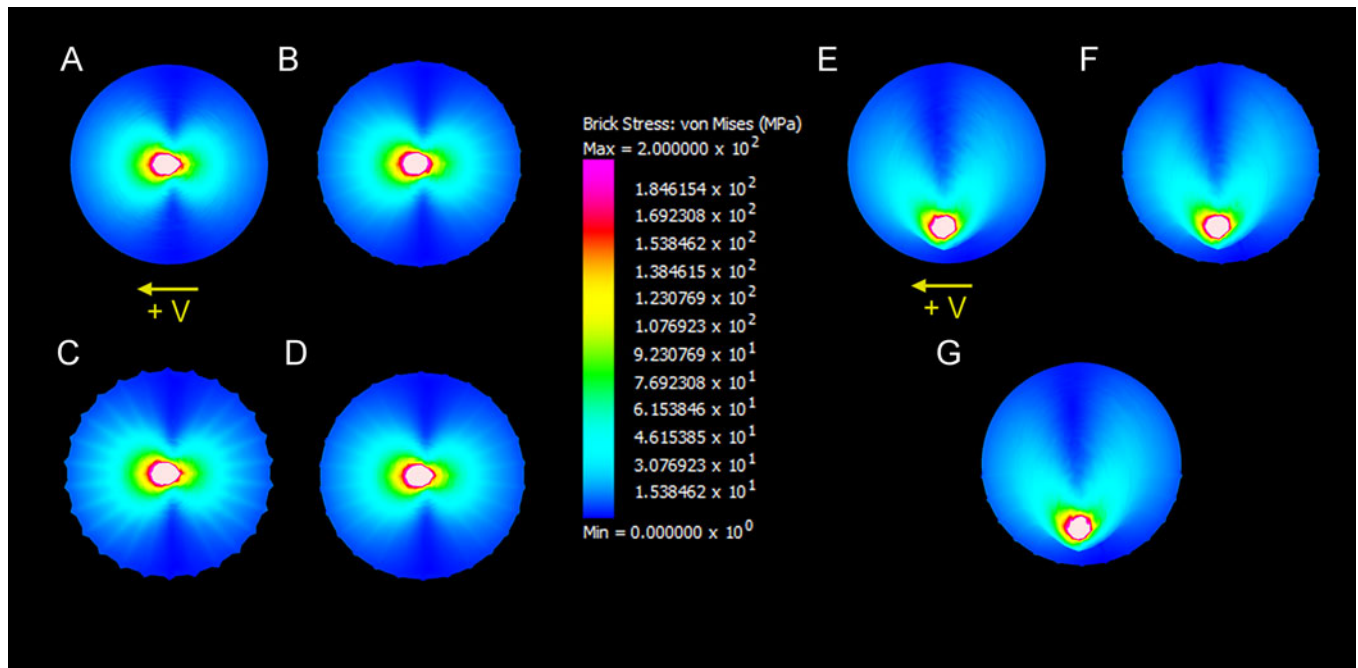 A
B
E
F
Brick Stress: von Mises (MPa)
Max = 2.000000 x 10^2
1.846154 x 10^2
1.692308 x 10^2
1.538462 x 10^2
1.384615 x 10^2
1.230769 x 10^2
1.076923 x 10^2
9.230769 x 10^1
7.692308 x 10^1
6.153846 x 10^1
4.615385 x 10^1
3.076923 x 10^1
1.538462 x 10^1
Min = 0.000000 x 10^0
+ V
+ V
C
D
G